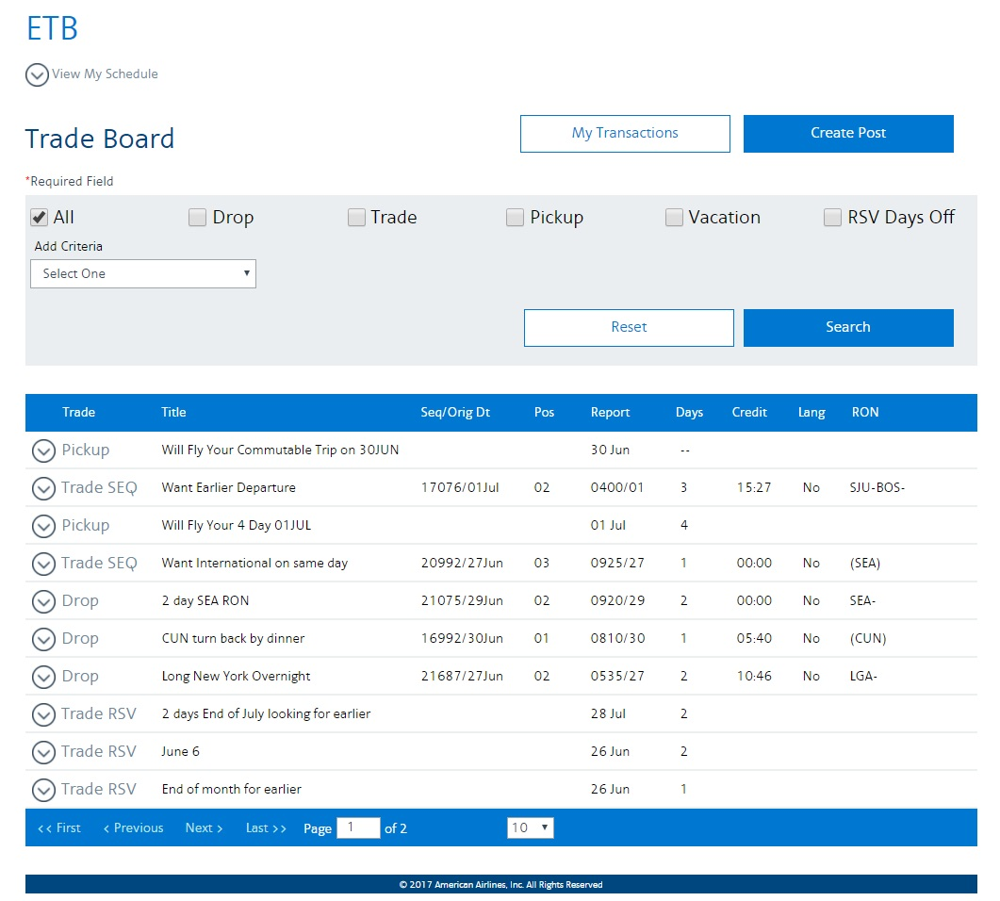 ETB
View My Schedule
Trade Board
My Transactions
Create Post
*Required Field
All Drop Trade Pickup Vacation RSV Days Off
Add Criteria
Select One
Reset
Search
Trade Title Seq/Orig Dt Pos Report Days Credit Lang RON
Pickup Will Fly Your Commutable Trip on 30JUN 30 Jun --
Trade SEQ Want Earlier Departure 17076/01Jul 02 0400/01 3 15:27 No SJU-BOS-
Pickup Will Fly Your 4 Day 01JUL 01 Jul 4
Trade SEQ Want International on same day 20992/27Jun 03 0925/27 1 00:00 No (SEA)
Drop 2 day SEA RON 21075/29Jun 02 0920/29 2 00:00 No SEA-
Drop CUN turn back by dinner 16992/30Jun 01 0810/30 1 05:40 No (CUN)
Drop Long New York Overnight 21687/27Jun 02 0535/27 2 10:46 No LGA-
Trade RSV 2 days End of July looking for earlier 28 Jul 2
Trade RSV June 6 26 Jun 2
Trade RSV End of month for earlier 26 Jun 1
<< First < Previous Next > Last >> Page 1 of 2 10
© 2017 American Airlines, Inc. All Rights Reserved